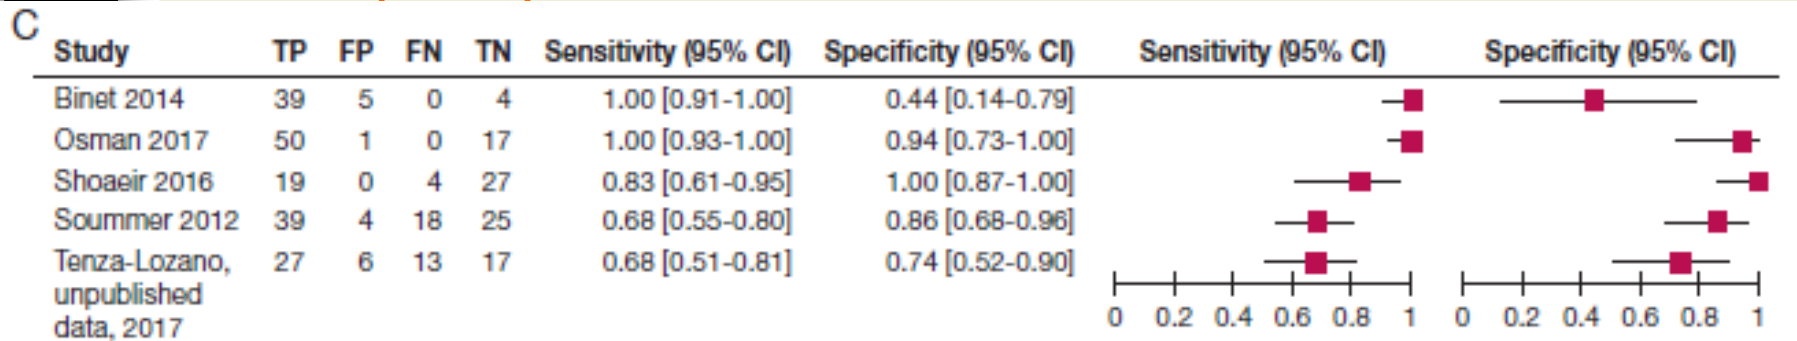 C
Study TP FP FN TN Sensitivity (95% CI) Specificity (95% CI) Sensitivity (95% CI) Specificity (95% CI)
Binet 2014 39 5 0 4 1.00 [0.91-1.00] 0.44 [0.14-0.79]
Osman 2017 50 1 0 17 1.00 [0.93-1.00] 0.94 [0.73-1.00]
Shoaeir 2016 19 0 4 27 0.83 [0.61-0.95] 1.00 [0.87-1.00]
Soummer 2012 39 4 18 25 0.68 [0.55-0.80] 0.86 [0.68-0.96]
Tenza-Lozano, 27 6 13 17 0.68 [0.51-0.81] 0.74 [0.52-0.90]
unpublished
data, 2017
0 0.2 0.4 0.6 0.8 1 0 0.2 0.4 0.6 0.8 1